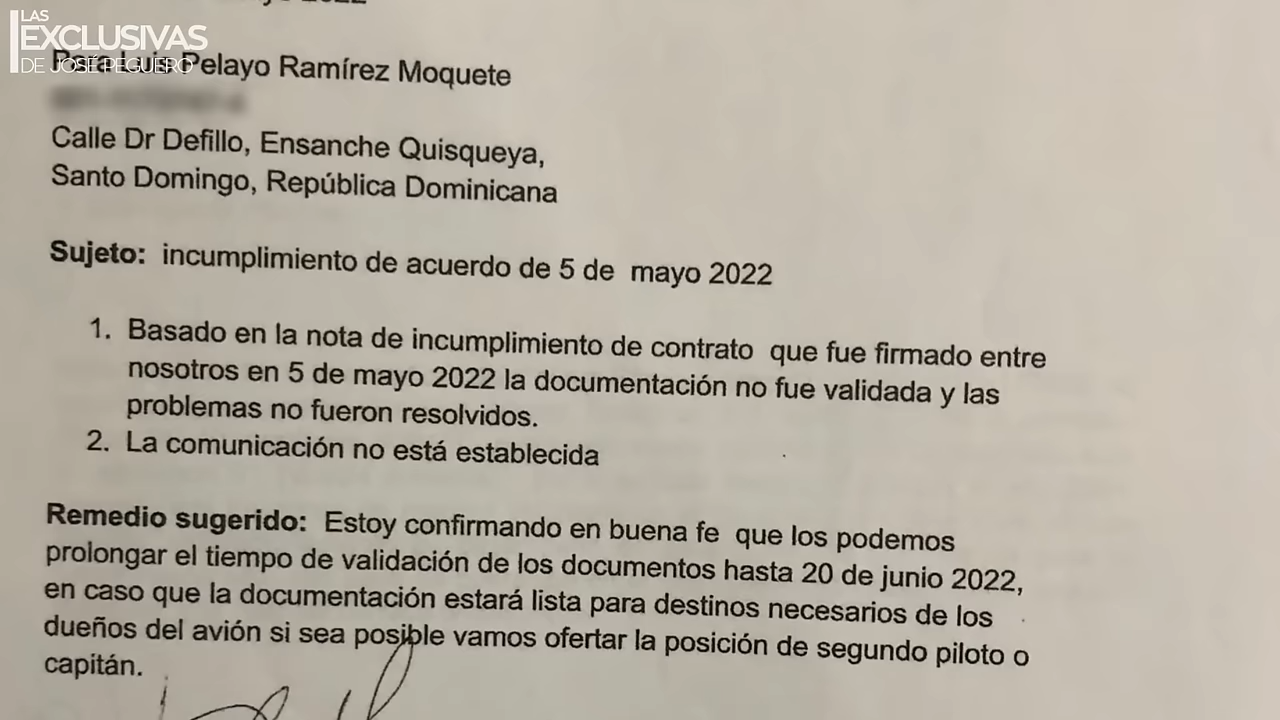 LAS
EXCLUSIVAS
DE JOSÉ PEGUERO
2022
Para Luis Pelayo Ramírez Moquete
Calle Dr Defillo, Ensanche Quisqueya,
Santo Domingo, República Dominicana
Sujeto: incumplimiento de acuerdo de 5 de mayo 2022
1. Basado en la nota de incumplimiento de contrato que fue firmado entre
nosotros en 5 de mayo 2022 la documentación no fue validada y las
problemas no fueron resolvidos.
2. La comunicación no está establecida
Remedio sugerido: Estoy confirmando en buena fe que los podemos
prolongar el tiempo de validación de los documentos hasta 20 de junio 2022,
en caso que la documentación estará lista para destinos necesarios de los
dueños del avión si sea posible vamos ofertar la posición de segundo piloto o
capitán.